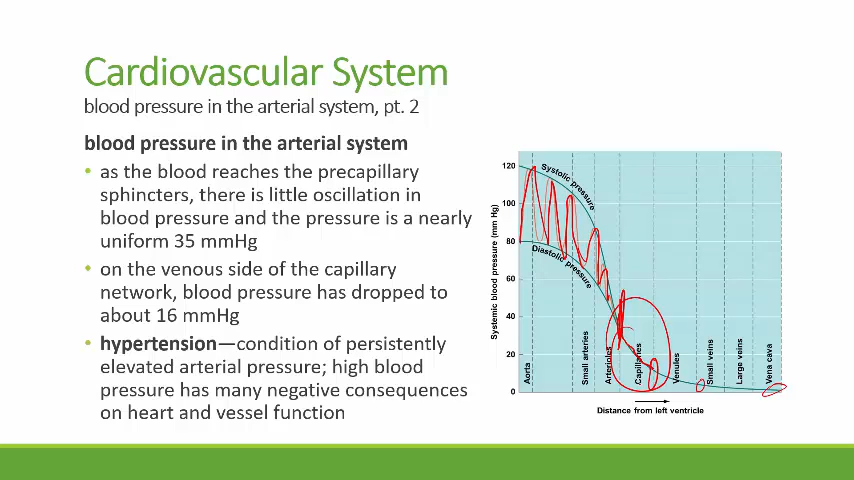 Cardiovascular System
blood pressure in the arterial system, pt. 2
blood pressure in the arterial system
• as the blood reaches the precapillary
sphincters, there is little oscillation in
blood pressure and the pressure is a nearly
uniform 35 mmHg
• on the venous side of the capillary
network, blood pressure has dropped to
about 16 mmHg
• hypertension—condition of persistently
elevated arterial pressure; high blood
pressure has many negative consequences
on heart and vessel function
Systemic blood pressure (mm Hg)
120
100
80
60
40
20
0
Systolic pressure
Diastolic pressure
Aorta
Small arteries
Arterioles
Capillaries
Venules
Small veins
Large veins
Vena cava
Distance from left ventricle